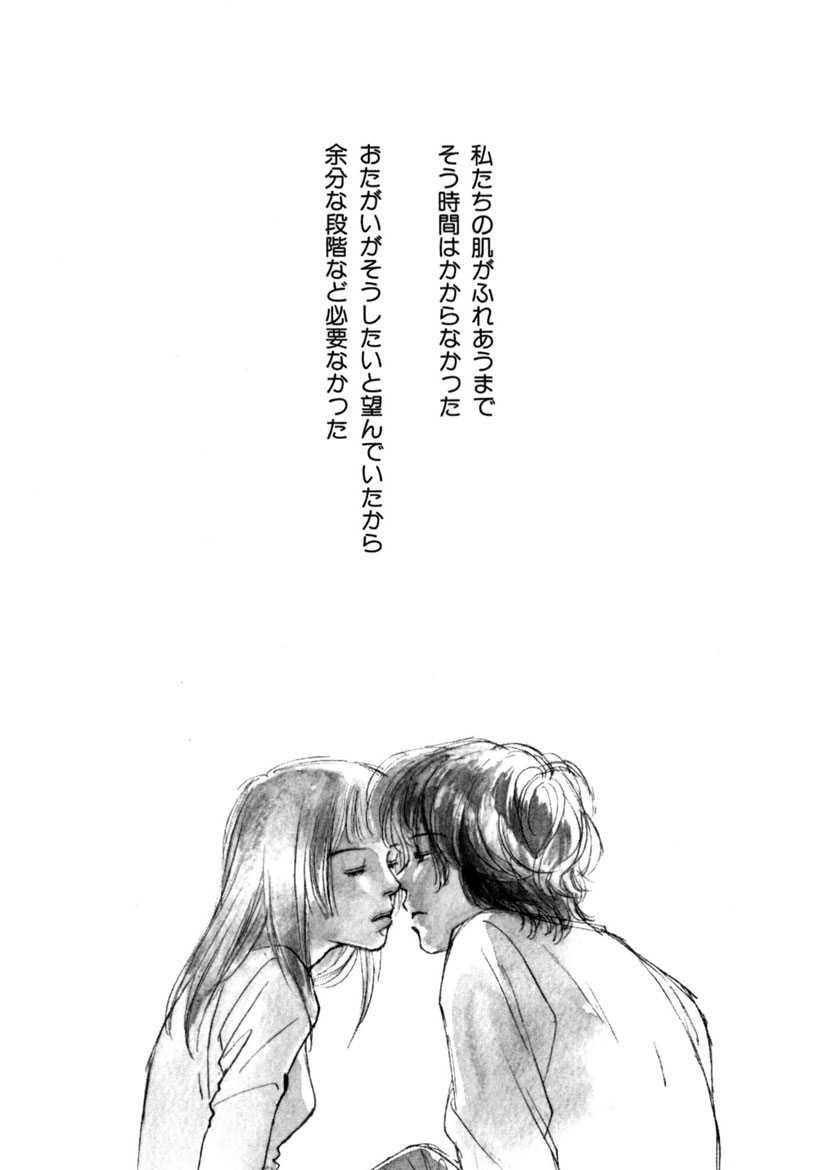 私たちの肌がふれあうまで
そう時間はかからなかった
おたがいがそうしたいと望んでいたから
余分な段階など必要なかった